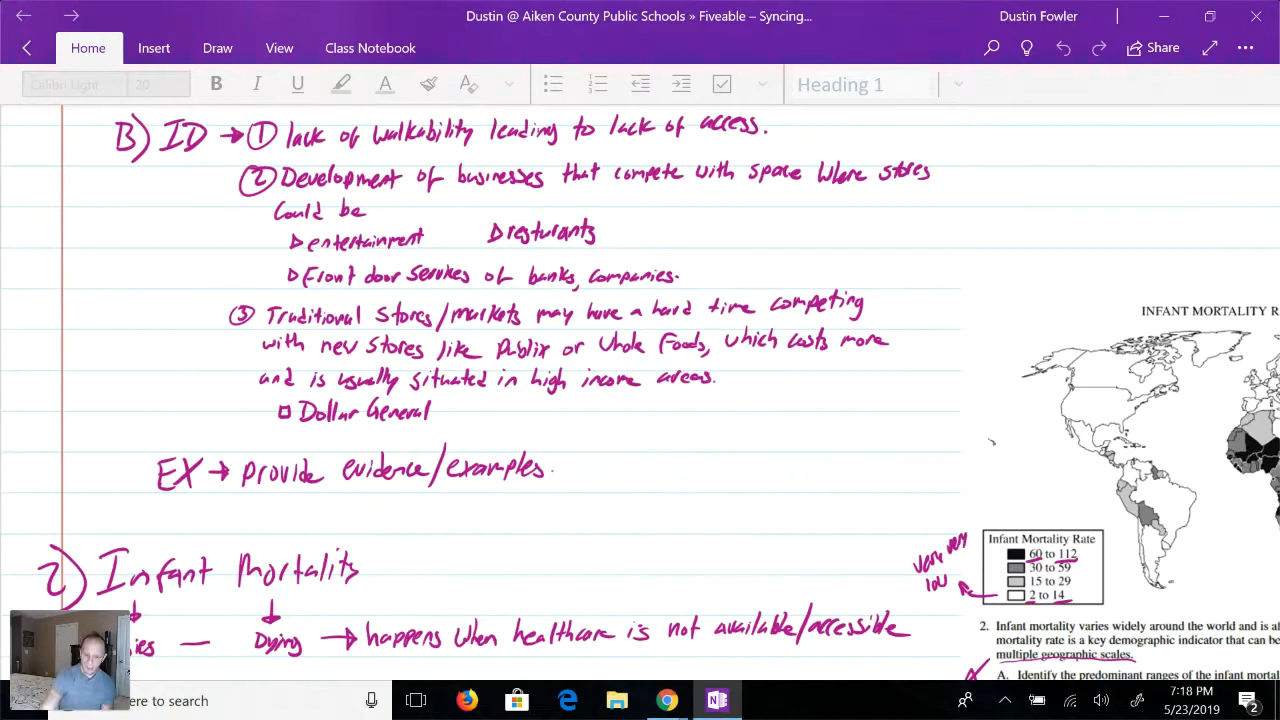 Dustin @ Aiken County Public Schools » Fiveable – Syncing...
Dustin Fowler
Home Insert Draw View Class Notebook
Share
Calibri Light 20
B I U A
Heading 1
B) ID → ① lack of walkability leading to lack of access.
② Development of businesses that compete with space where stores
could be
▷ entertainment ▷ resturants
▷ Front door services of banks, companies.
③ Traditional stores/markets may have a hard time competing
with new stores like Publix or Whole Foods, which costs more
and is usually situated in high income areas.
□ Dollar General
EX → provide evidence/examples.
2) Infant Mortality
Dying → happens when healthcare is not available/accessible
INFANT MORTALITY R
Infant Mortality Rate
60 to 112
30 to 59
15 to 29
2 to 14
very very
low
2. Infant mortality varies widely around the world and is al
mortality rate is a key demographic indicator that can be
multiple geographic scales.
A. Identify the predominant ranges of the infant mortal
to search
7:18 PM
5/23/2019
2